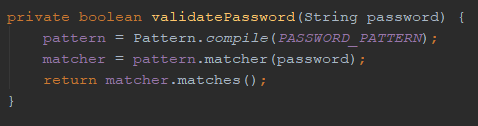 private boolean validatePassword(String password) {
    pattern = Pattern.compile(PASSWORD_PATTERN);
    matcher = pattern.matcher(password);
    return matcher.matches();
}